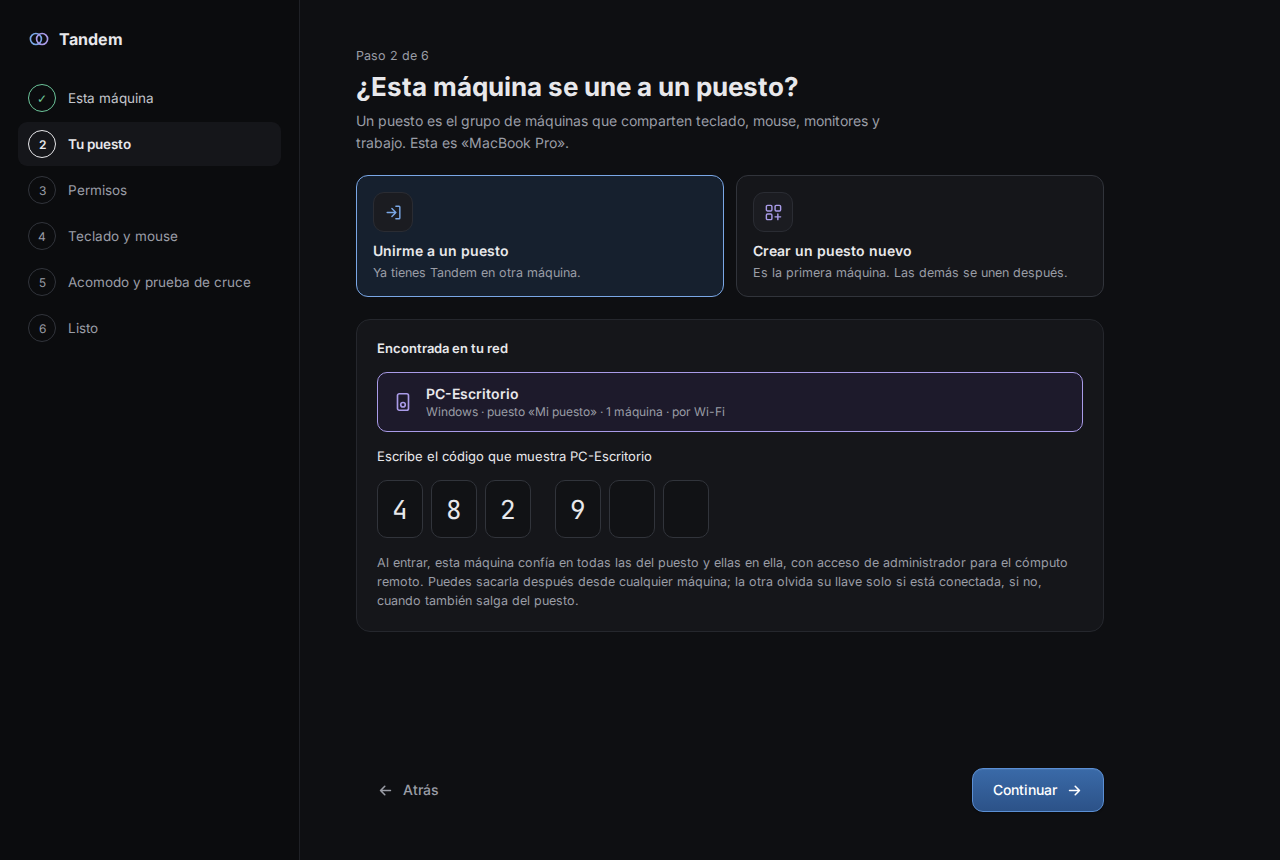 Tandem
✓ Esta máquina
2 Tu puesto
3 Permisos
4 Teclado y mouse
5 Acomodo y prueba de cruce
6 Listo
Paso 2 de 6
¿Esta máquina se une a un puesto?
Un puesto es el grupo de máquinas que comparten teclado, mouse, monitores y
trabajo. Esta es «MacBook Pro».
Unirme a un puesto
Ya tienes Tandem en otra máquina.
Crear un puesto nuevo
Es la primera máquina. Las demás se unen después.
Encontrada en tu red
PC-Escritorio
Windows · puesto «Mi puesto» · 1 máquina · por Wi-Fi
Escribe el código que muestra PC-Escritorio
4 8 2 9
Al entrar, esta máquina confía en todas las del puesto y ellas en ella, con acceso de administrador para el cómputo
remoto. Puedes sacarla después desde cualquier máquina; la otra olvida su llave solo si está conectada, si no,
cuando también salga del puesto.
← Atrás
Continuar →